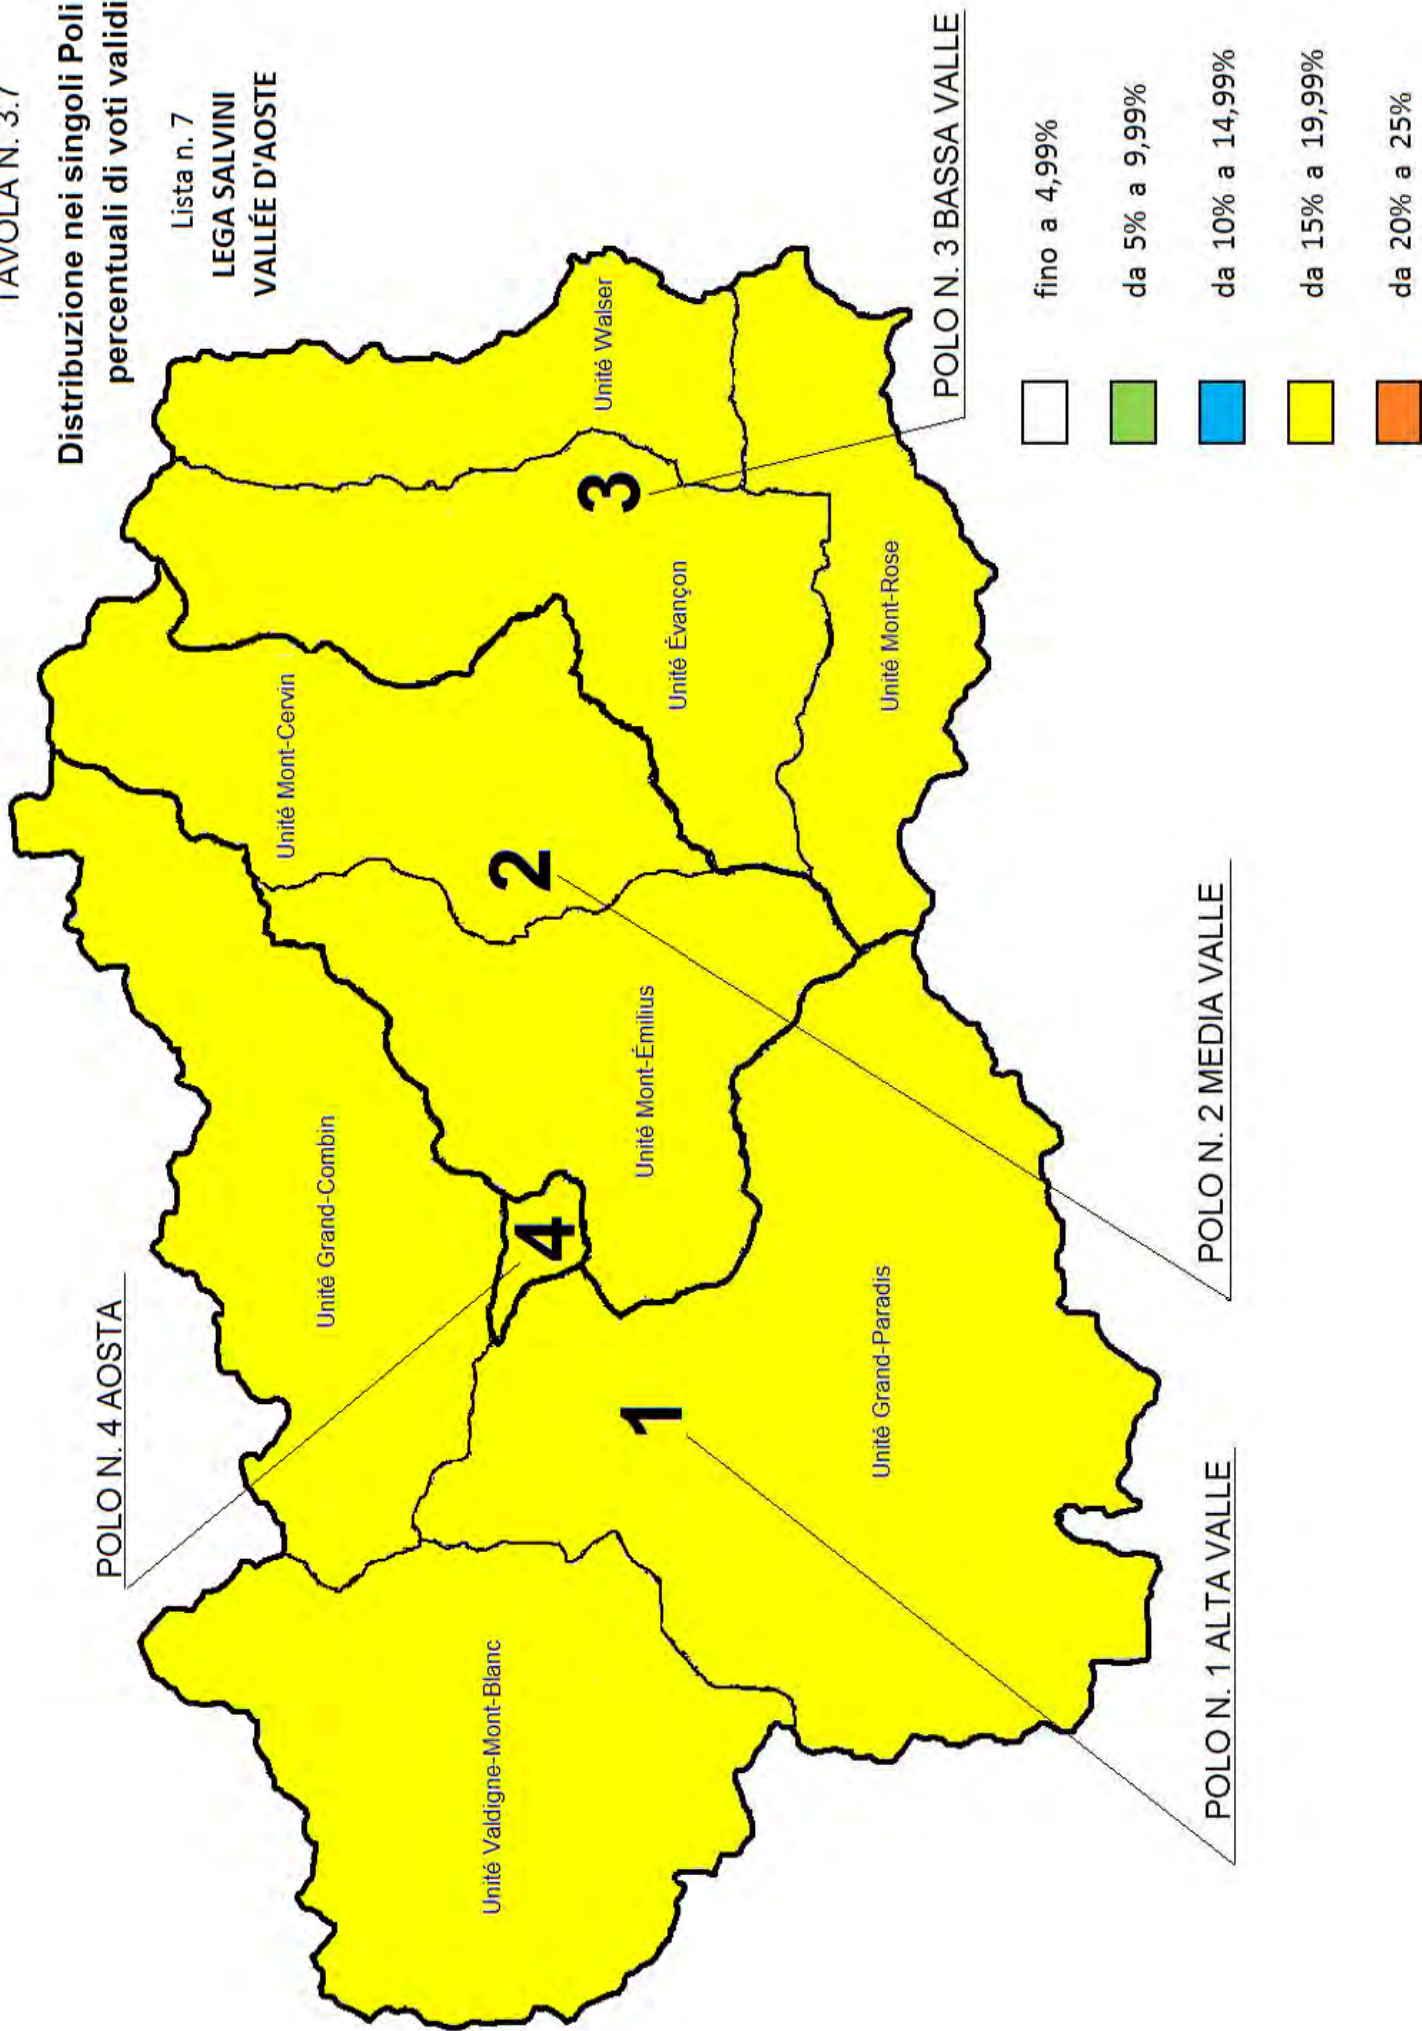 TAVOLA N. 3.7
Distribuzione nei singoli Poli
percentuali di voti validi
Lista n. 7
LEGA SALVINI
VALLÉE D'AOSTE
POLO N. 4 AOSTA
Unité Valdigne-Mont-Blanc
Unité Grand-Combin
Unité Mont-Cervin
Unité Walser
4
2
3
1
Unité Mont-Émilius
Unité Évançon
Unité Grand-Paradis
Unité Mont-Rose
POLO N. 3 BASSA VALLE
POLO N. 1 ALTA VALLE
POLO N. 2 MEDIA VALLE
fino a 4,99%
da 5% a 9,99%
da 10% a 14,99%
da 15% a 19,99%
da 20% a 25%